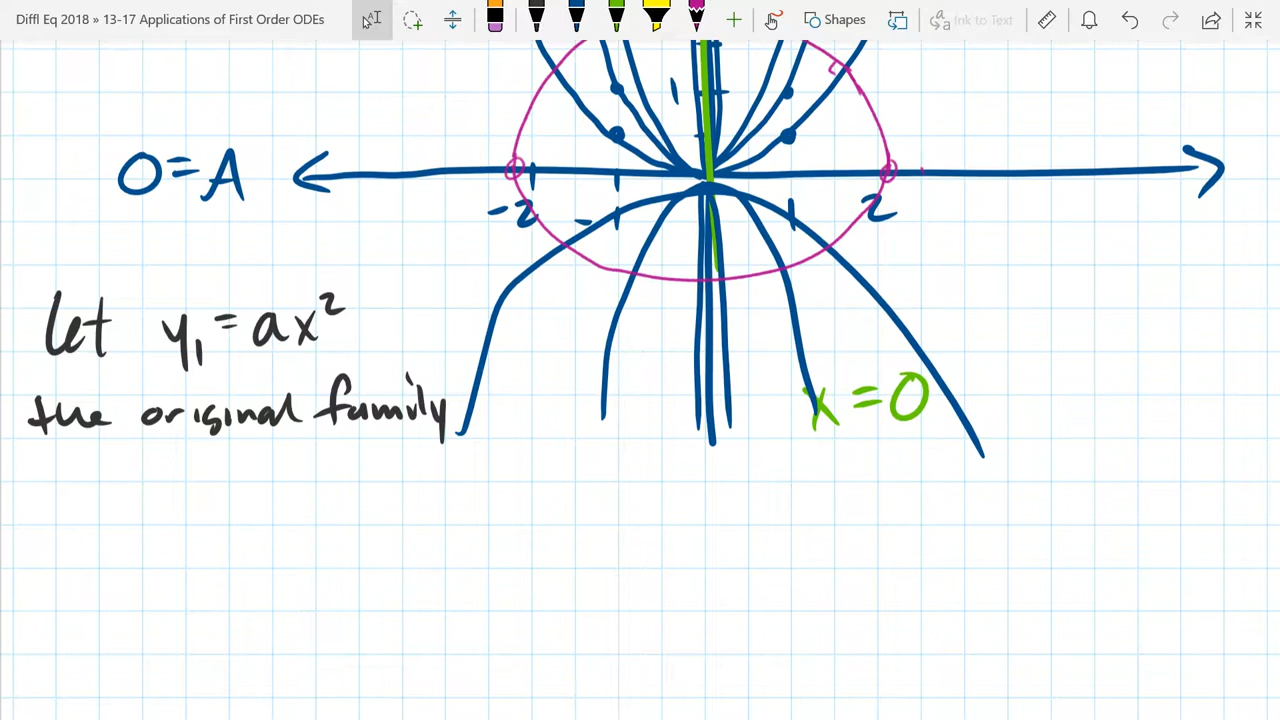 Diffl Eq 2018 » 13-17 Applications of First Order ODEs
Shapes
Ink to Text
1
0=A
-2
-
1
2
Let y₁ = ax²
the original family
x=0